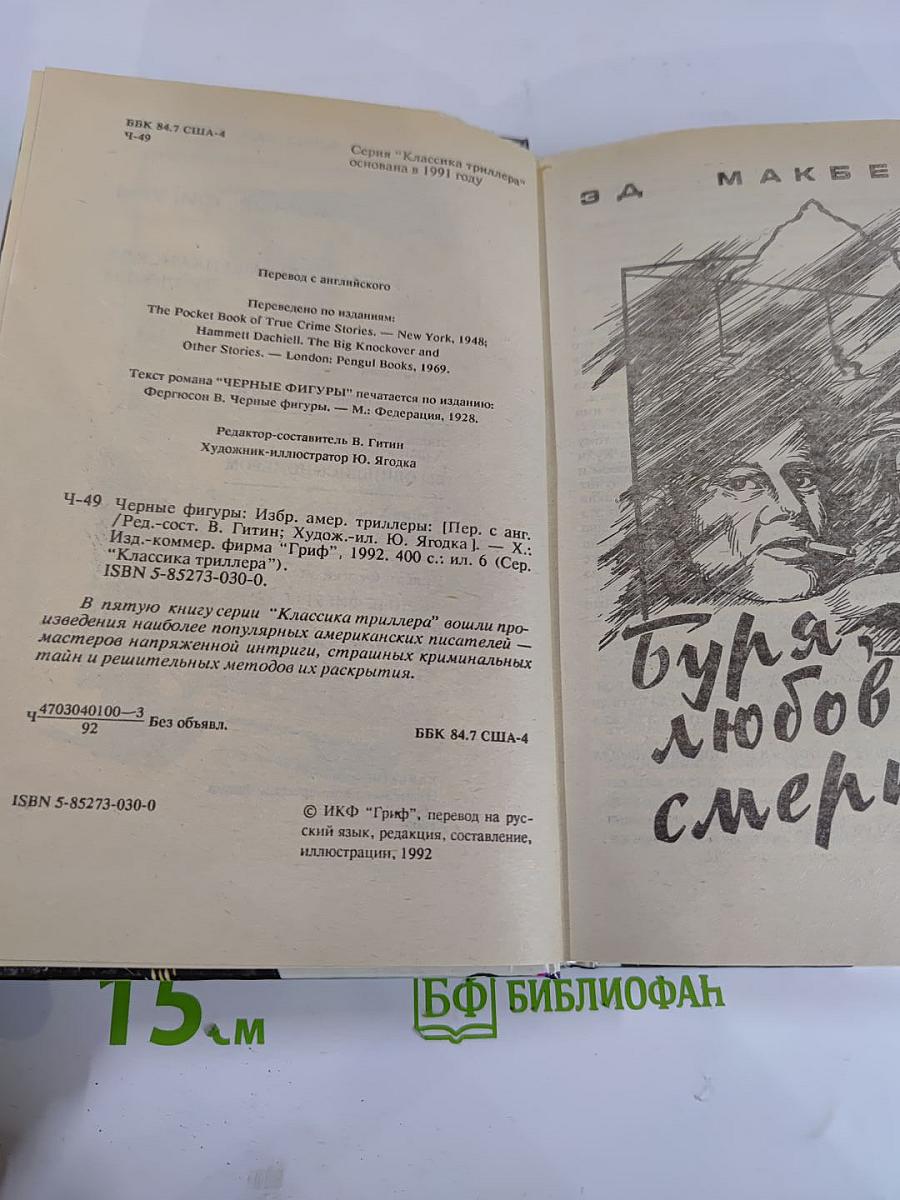 ББК 84.7 США-4
Ч-49
Серия "Классика триллера"
основана в 1991 году
Перевод с английского
Переведено по изданиям:
The Pocket Book of True Crime Stories. — New York, 1948;
Hammett Dachiell. The Big Knockover and
Other Stories. — London: Pengul Books, 1969.
Текст романа "ЧЕРНЫЕ ФИГУРЫ" печатается по изданию:
Фергюсон В. Черные фигуры. — М.: Федерация, 1928.
Редактор-составитель В. Гитин
Художник-иллюстратор Ю. Ягодка
Ч-49 Черные фигуры: Избр. амер. триллеры: [Пер. с анг.
/Ред.-сост. В. Гитин; Худож.-ил. Ю. Ягодка]. — Х.:
Изд.-коммер. фирма "Гриф", 1992. 400 с.: ил. 6 (Сер.
"Классика триллера").
ISBN 5-85273-030-0.
В пятую книгу серии "Классика триллера" вошли про-
изведения наиболее популярных американских писателей —
мастеров напряженной интриги, страшных криминальных
тайн и решительных методов их раскрытия.
Ч 4703040100—3
92
Без объявл.
ББК 84.7 США-4
ISBN 5-85273-030-0
© ИКФ "Гриф", перевод на рус-
ский язык, редакция, составление,
иллюстрации, 1992
ЭД МАКБЕ
Буря,
любов
смерт
15 см
БФ БИБЛИОФАН